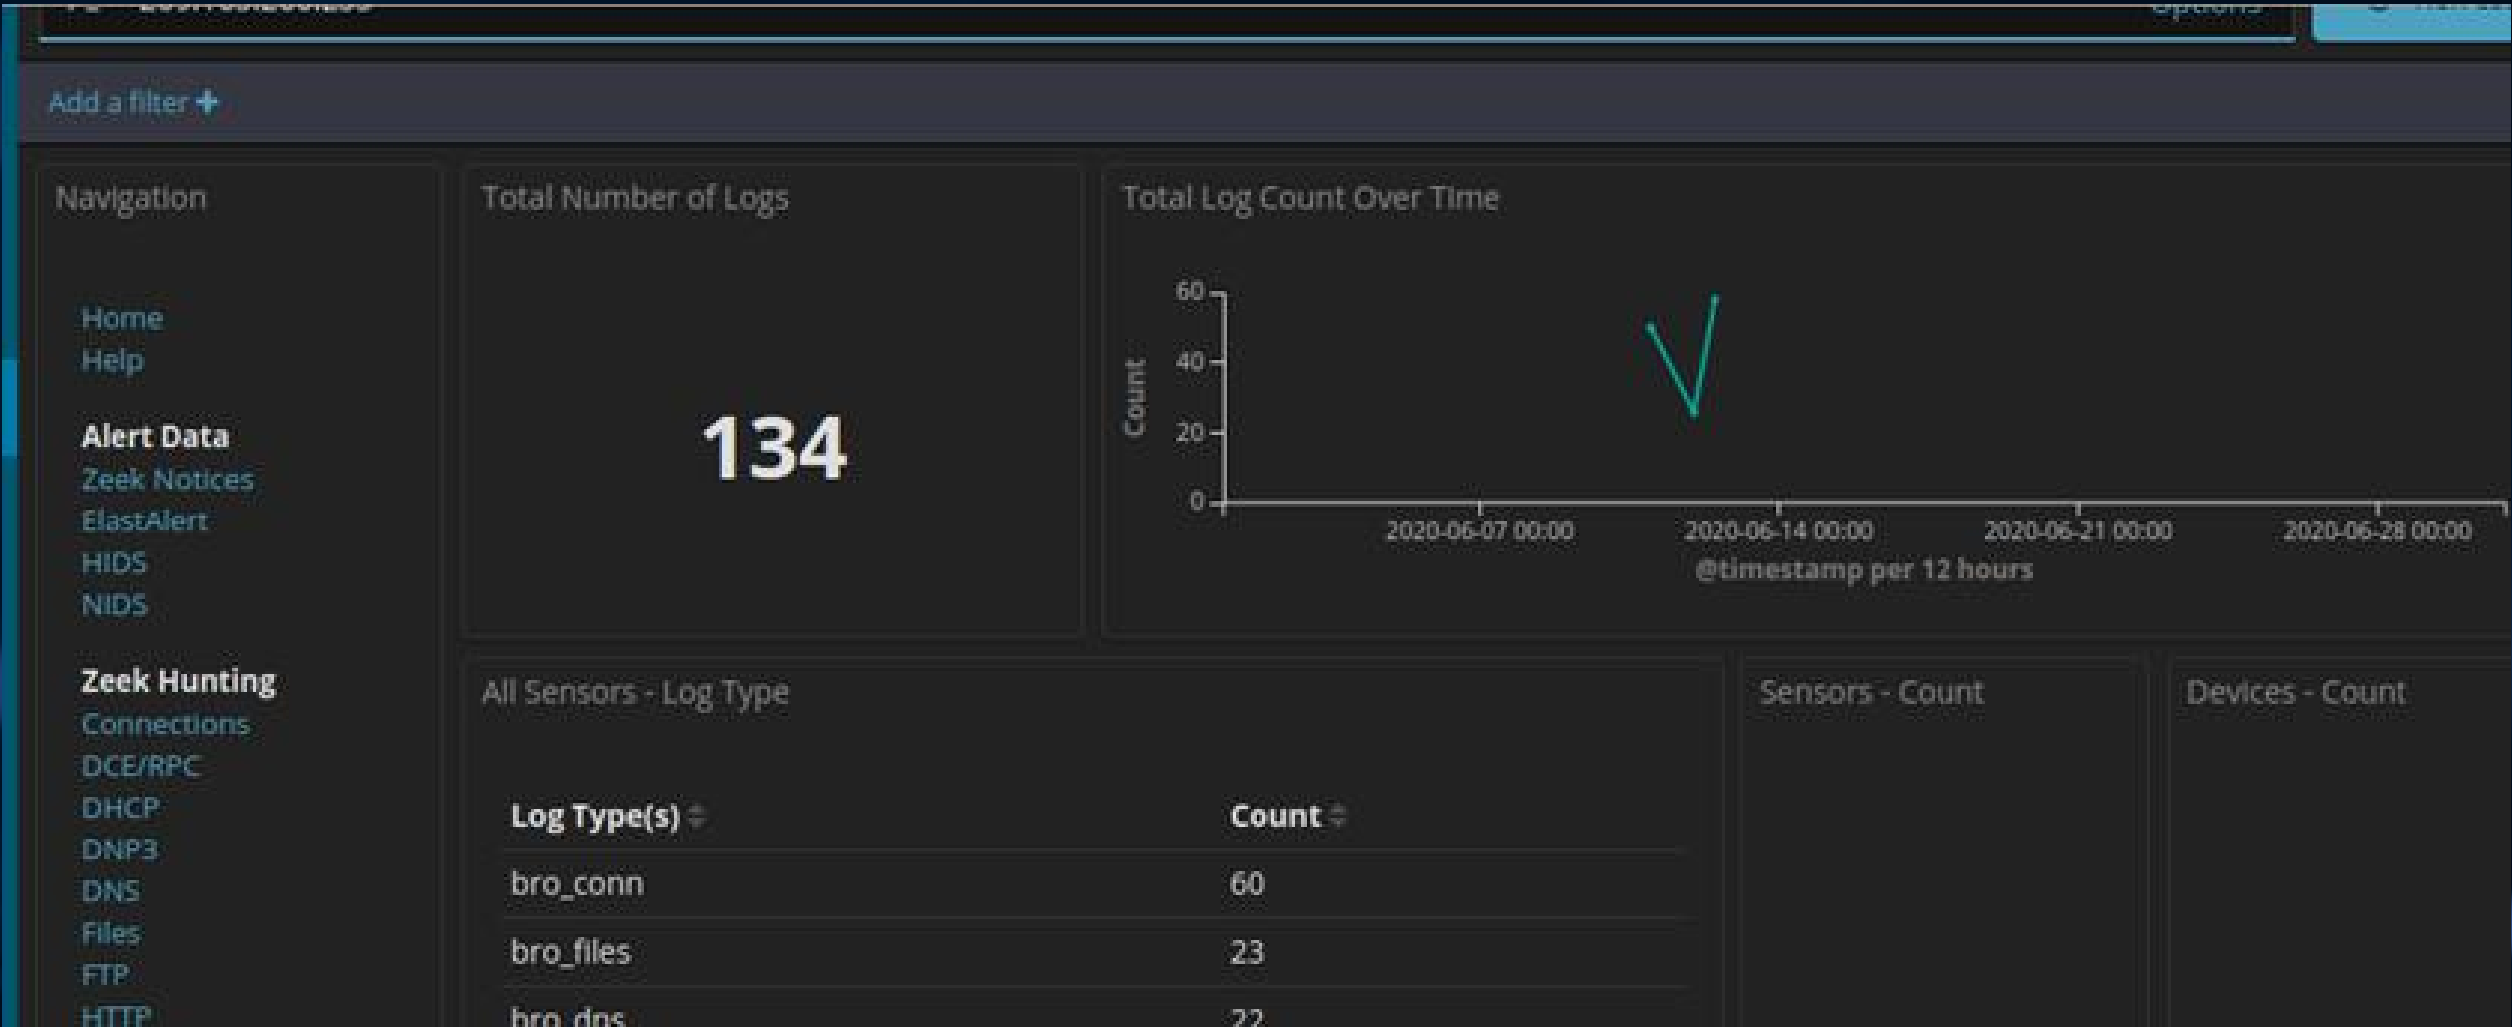 Options
Add a filter +
Navigation
Home
Help
Alert Data
Zeek Notices
ElastAlert
HIDS
NIDS
Zeek Hunting
Connections
DCE/RPC
DHCP
DNP3
DNS
Files
FTP
HTTP
Total Number of Logs
134
Total Log Count Over Time
60
40
20
0
Count
2020-06-07 00:00
2020-06-14 00:00
2020-06-21 00:00
2020-06-28 00:00
@timestamp per 12 hours
All Sensors - Log Type
Log Type(s) Count
bro_conn 60
bro_files 23
bro_dns 22
Sensors - Count
Devices - Count